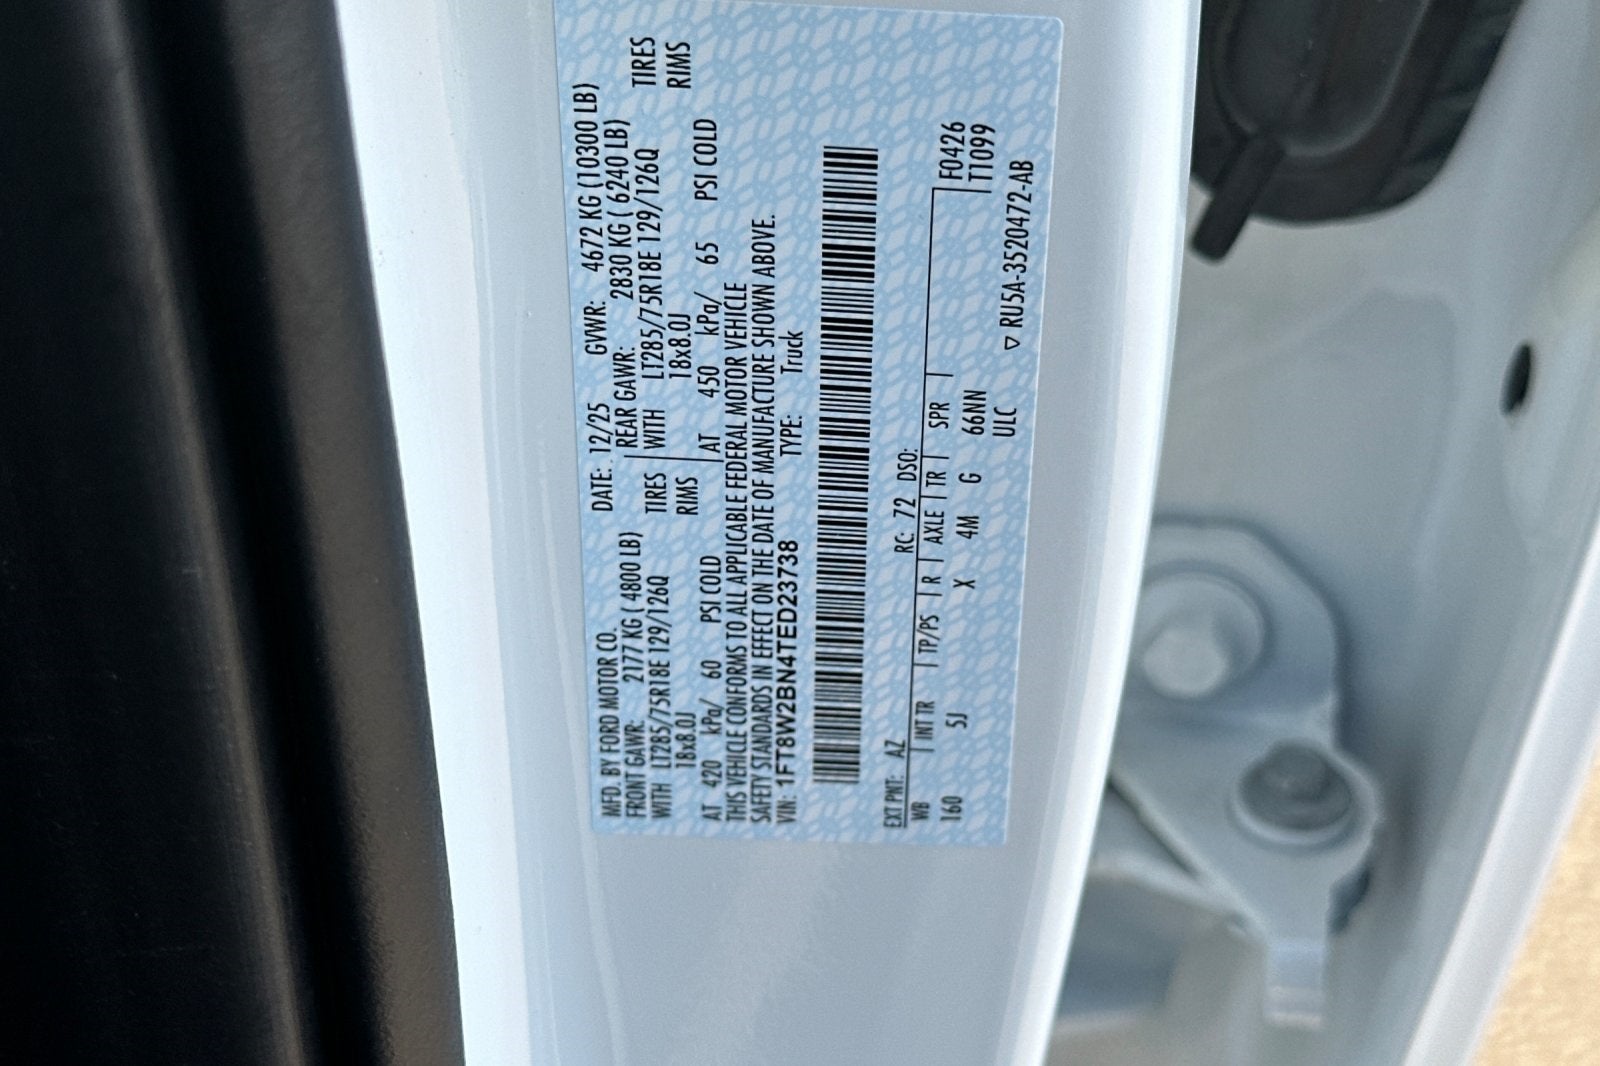 MFD. BY FORD MOTOR CO. DATE: 12/25 GVWR: 4672 KG (10300 LB)
FRONT GAWR: 2177 KG ( 4800 LB) REAR GAWR: 2830 KG ( 6240 LB)
WITH LT285/75R18E 129/126Q TIRES WITH LT285/75R18E 129/126Q TIRES
18x8.0J RIMS 18x8.0J RIMS
AT 420 kPa/ 60 PSI COLD AT 450 kPa/ 65 PSI COLD
THIS VEHICLE CONFORMS TO ALL APPLICABLE FEDERAL MOTOR VEHICLE
SAFETY STANDARDS IN EFFECT ON THE DATE OF MANUFACTURE SHOWN ABOVE.
VIN: 1FT8W2BN4TED23738 TYPE: Truck
EXT PNT: AZ RC: 72 DSO:
WB | INT TR | TP/PS | R | AXLE | TR | SPR | F0426
160 5J X 4M G 66NN T1099
ULC
▽ RU5A-3520472-AB